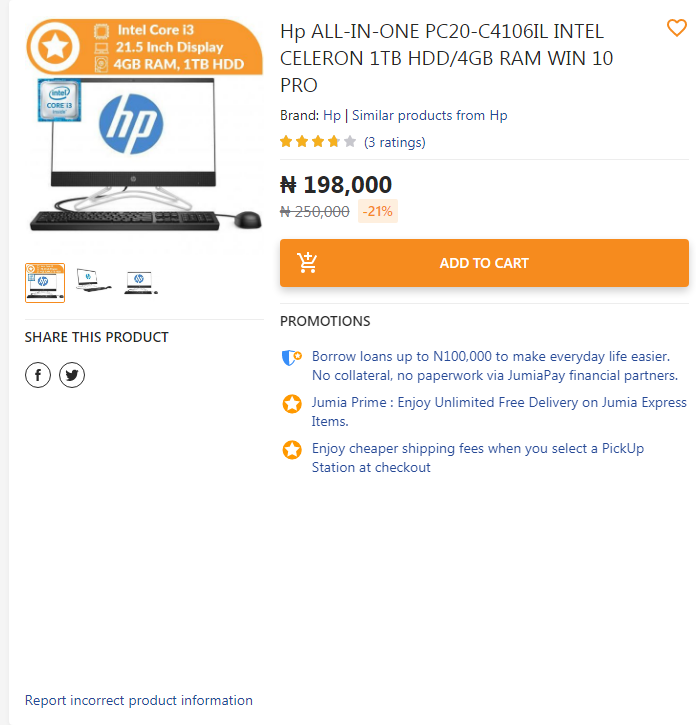 Intel Core i3
21.5 Inch Display
4GB RAM, 1TB HDD
intel
CORE i3
hp
Hp ALL-IN-ONE PC20-C4106IL INTEL
CELERON 1TB HDD/4GB RAM WIN 10
PRO
Brand: Hp | Similar products from Hp
(3 ratings)
₦ 198,000
₦ 250,000 -21%
ADD TO CART
SHARE THIS PRODUCT
PROMOTIONS
Borrow loans up to N100,000 to make everyday life easier.
No collateral, no paperwork via JumiaPay financial partners.
Jumia Prime : Enjoy Unlimited Free Delivery on Jumia Express
Items.
Enjoy cheaper shipping fees when you select a PickUp
Station at checkout
Report incorrect product information